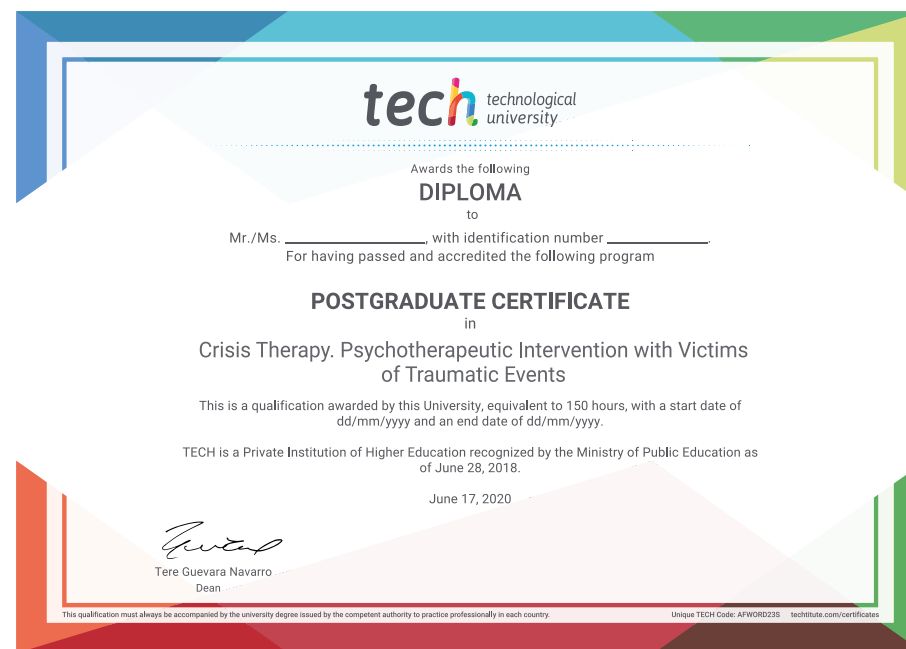 tech technological
university
Awards the following
DIPLOMA
to
Mr./Ms. ____________________, with identification number ______________.
For having passed and accredited the following program
POSTGRADUATE CERTIFICATE
in
Crisis Therapy. Psychotherapeutic Intervention with Victims
of Traumatic Events
This is a qualification awarded by this University, equivalent to 150 hours, with a start date of
dd/mm/yyyy and an end date of dd/mm/yyyy.
TECH is a Private Institution of Higher Education recognized by the Ministry of Public Education as
of June 28, 2018.
June 17, 2020
Tere Guevara Navarro
Dean
This qualification must always be accompanied by the university degree issued by the competent authority to practice professionally in each country. Unique TECH Code: AFWORD23S techtitute.com/certificates